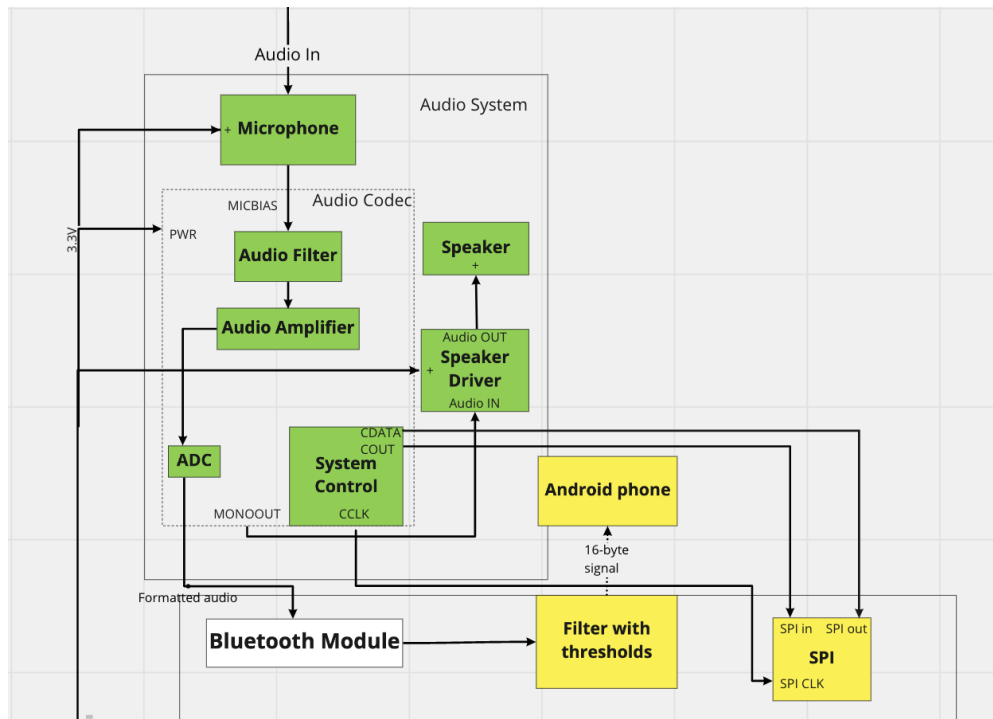 Audio In
Audio System
+ Microphone
MICBIAS
Audio Codec
3.3V
PWR
Audio Filter
Speaker
+
Audio Amplifier
Audio OUT
Speaker
Driver
+
Audio IN
CDATA
COUT
System
Control
CCLK
ADC
MONOOUT
Android phone
16-byte
signal
Formatted audio
Bluetooth Module
Filter with
thresholds
SPI in SPI out
SPI
SPI CLK